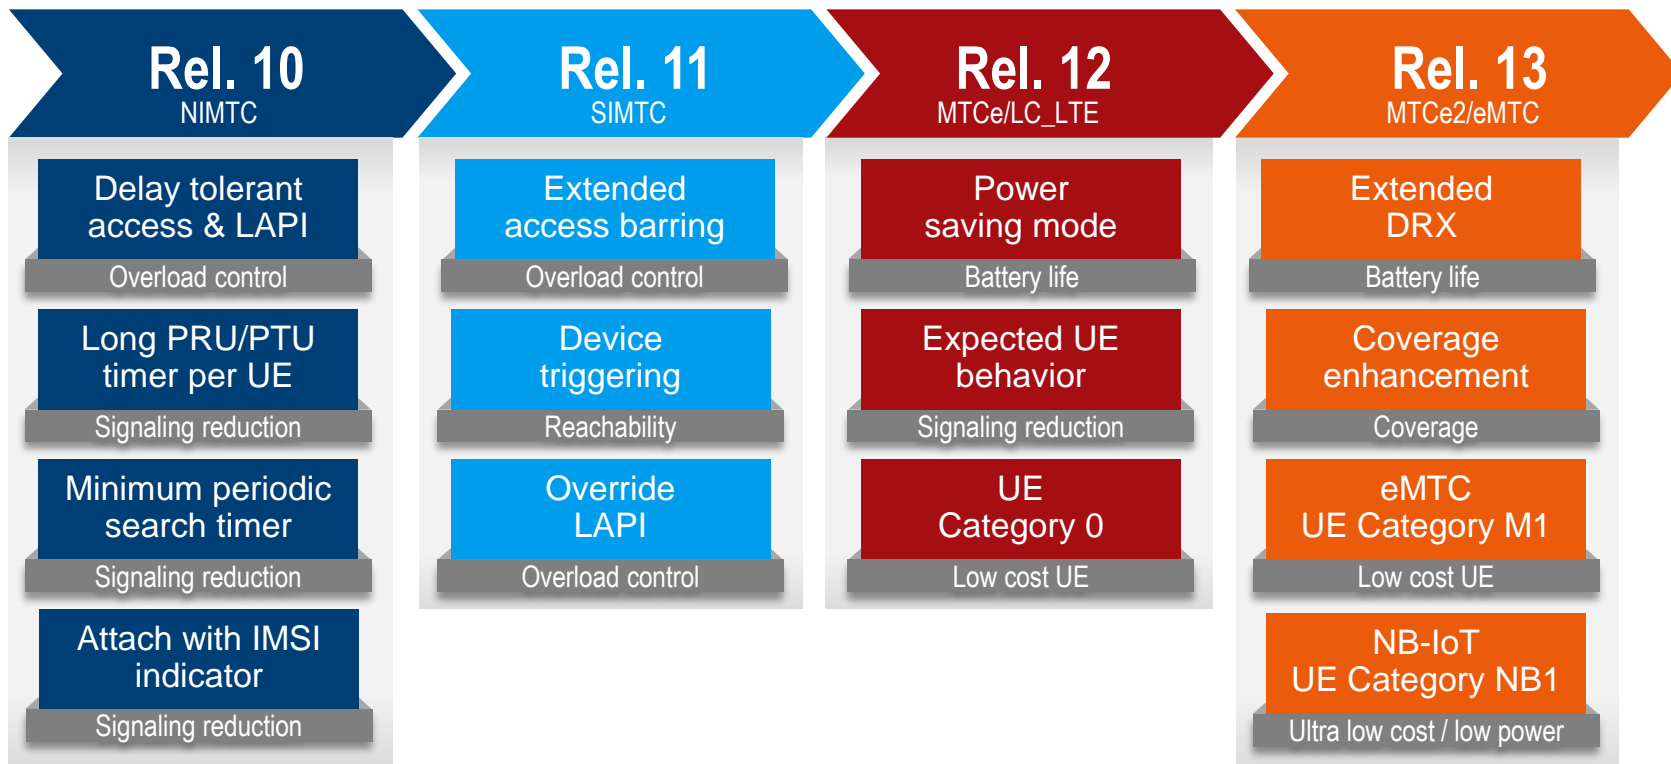 Rel. 10
NIMTC
Delay tolerant
access & LAPI
Overload control
Long PRU/PTU
timer per UE
Signaling reduction
Minimum periodic
search timer
Signaling reduction
Attach with IMSI
indicator
Signaling reduction
Rel. 11
SIMTC
Extended
access barring
Overload control
Device
triggering
Reachability
Override
LAPI
Overload control
Rel. 12
MTCe/LC_LTE
Power
saving mode
Battery life
Expected UE
behavior
Signaling reduction
UE
Category 0
Low cost UE
Rel. 13
MTCe2/eMTC
Extended
DRX
Battery life
Coverage
enhancement
Coverage
eMTC
UE Category M1
Low cost UE
NB-IoT
UE Category NB1
Ultra low cost / low power